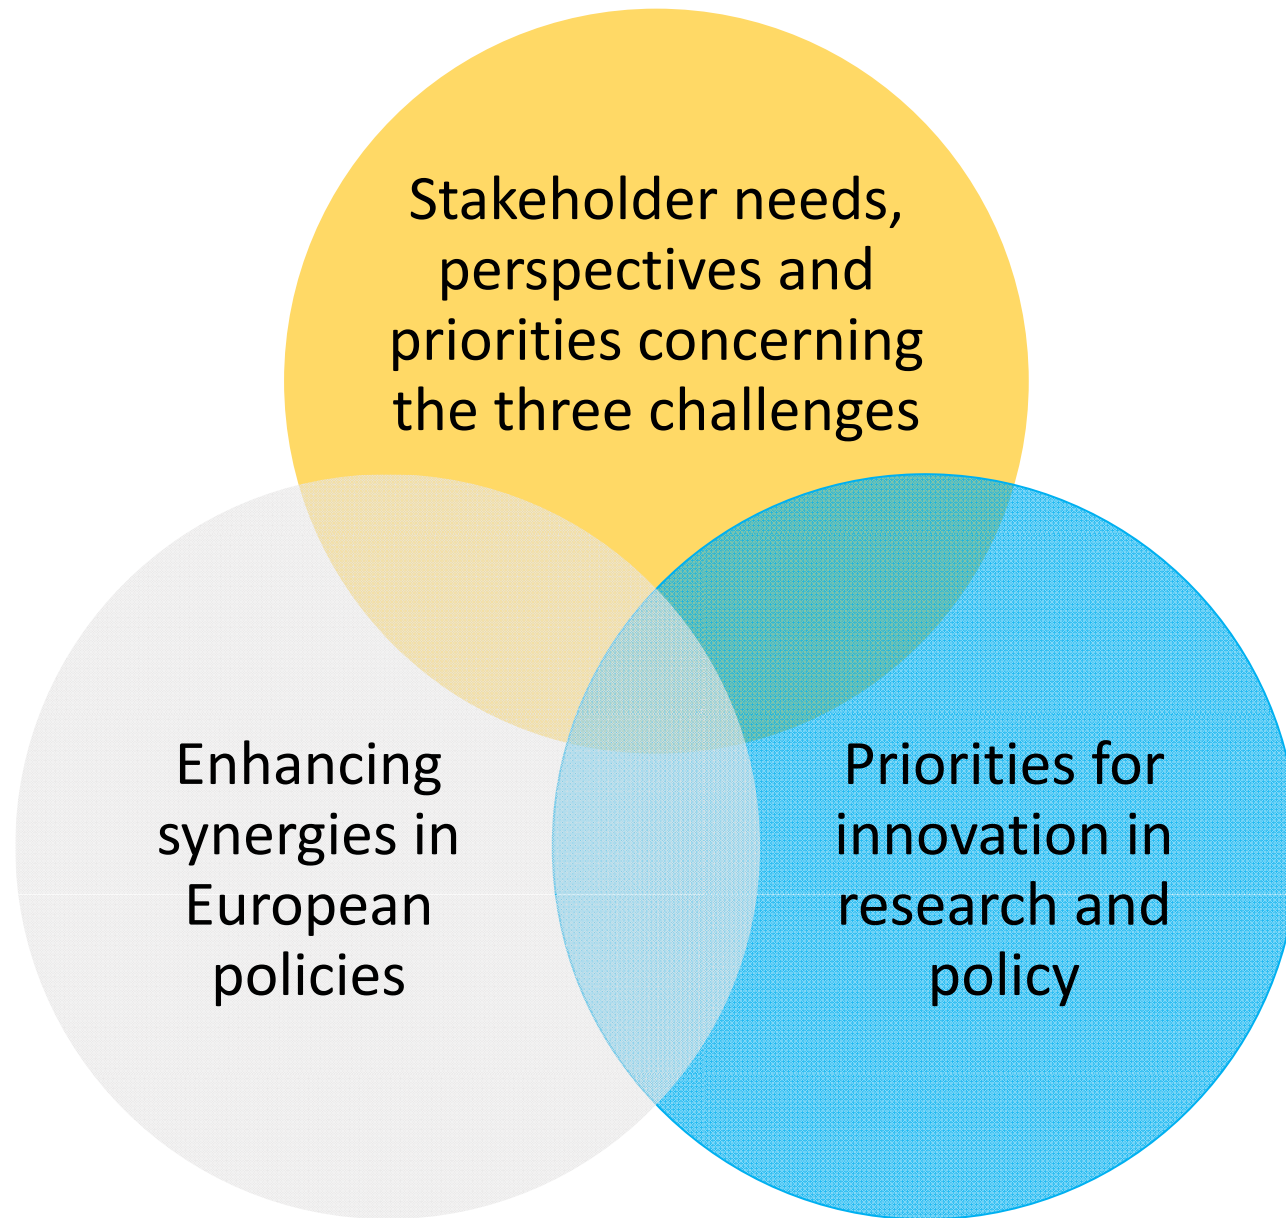 Stakeholder needs,
perspectives and
priorities concerning
the three challenges
Enhancing
synergies in
European
policies
Priorities for
innovation in
research and
policy